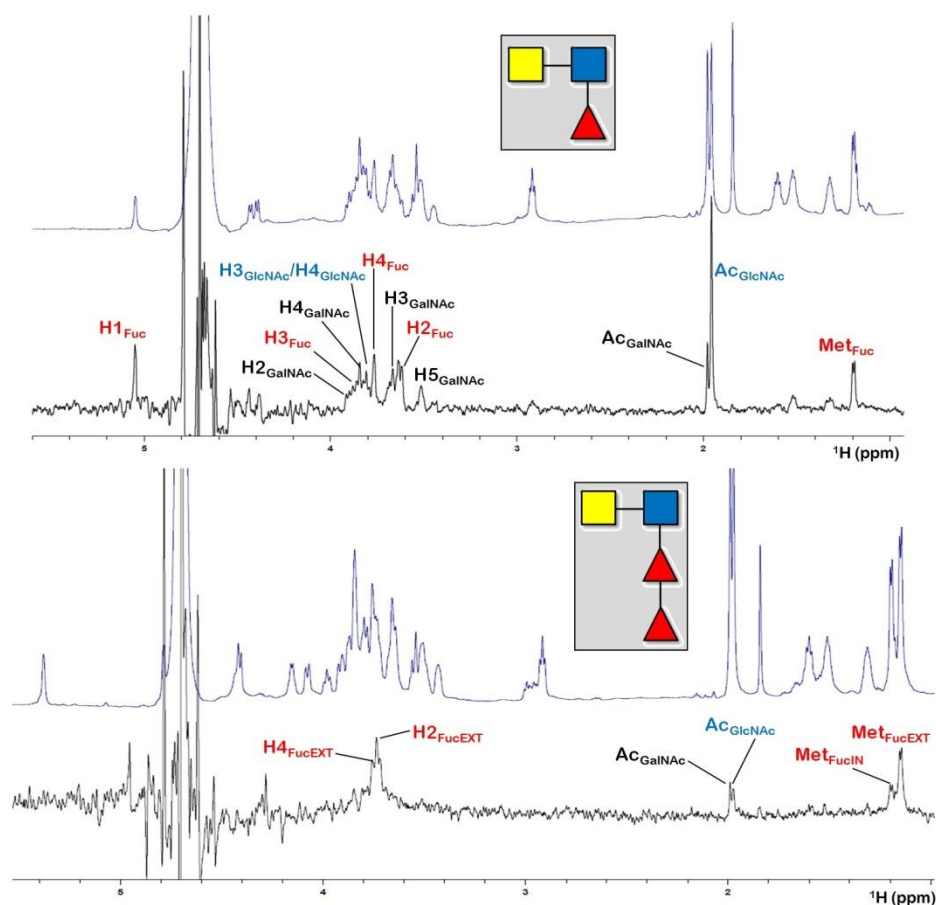 H4Fuc
H3GlcNAc/H4GlcNAc
AcGlcNAc
H4GalNAc
H3GalNAc
H1Fuc
H3Fuc
H2Fuc
AcGalNAc
MetFuc
H2GalNAc
H5GalNAc
5 4 3 2
1H (ppm)
H2FucEXT
H4FucEXT
AcGlcNAc
MetFucEXT
AcGalNAc
MetFucIN
5 4 3 2
1H (ppm)